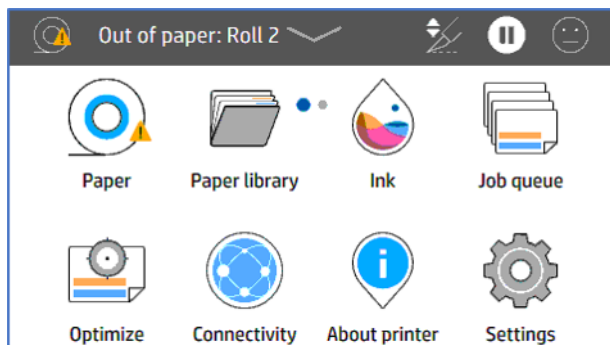 Out of paper: Roll 2
Paper
Paper library
Ink
Job queue
Optimize
Connectivity
About printer
Settings